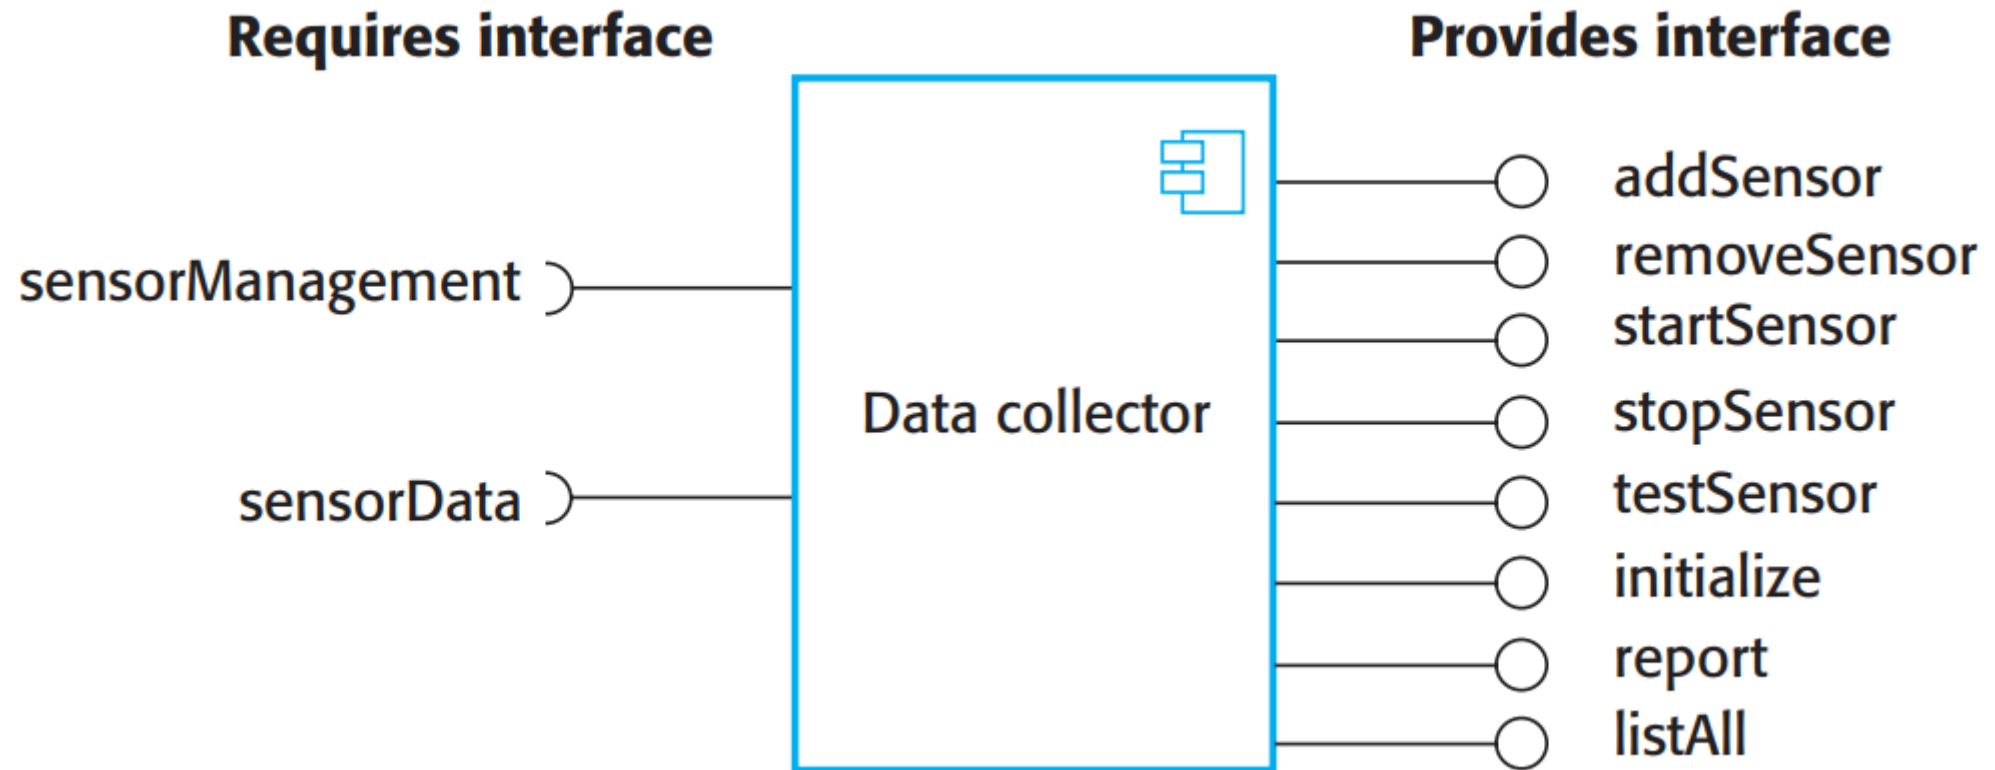 Requires interface
Provides interface
sensorManagement
sensorData
Data collector
addSensor
removeSensor
startSensor
stopSensor
testSensor
initialize
report
listAll